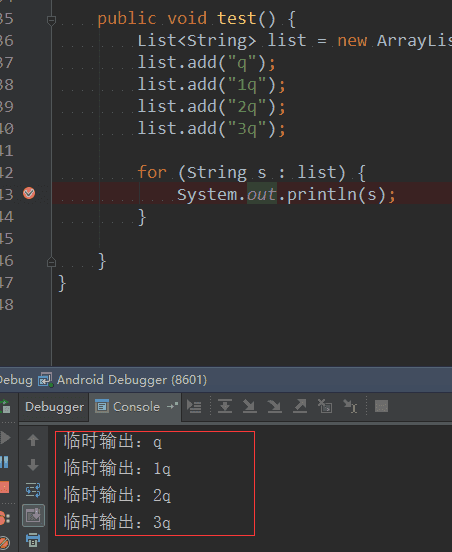 35 public void test() {
36 List<String> list = new ArrayLis
37 list.add("q");
38 list.add("1q");
39 list.add("2q");
40 list.add("3q");
41
42 for (String s : list) {
43 System.out.println(s);
44 }
45
46 }
47 }
48
Debug Android Debugger (8601)
Debugger Console
临时输出: q
临时输出: 1q
临时输出: 2q
临时输出: 3q